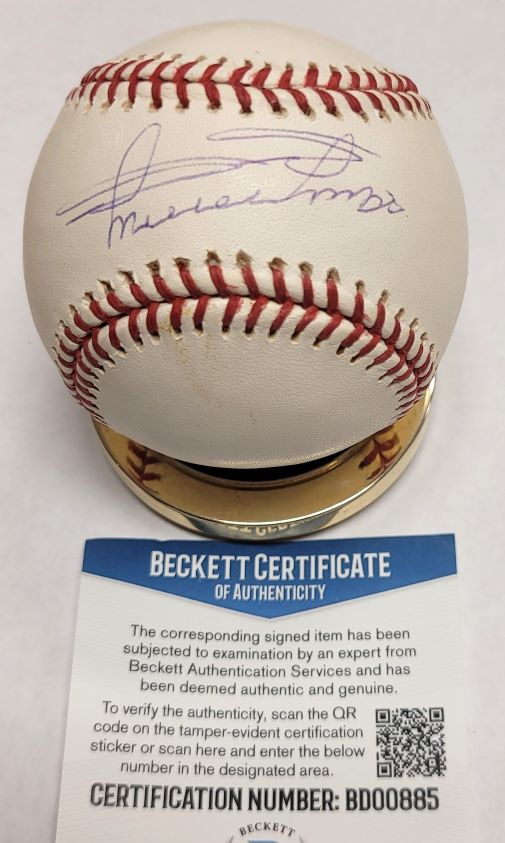 BECKETT CERTIFICATE
OF AUTHENTICITY
The corresponding signed item has been
subjected to examination by an expert from
Beckett Authentication Services and has
been deemed authentic and genuine.
To verify the authenticity, scan the QR
code on the tamper-evident certification
sticker or scan here and enter the below
number in the designated area.
CERTIFICATION NUMBER: BD00885
BECKETT